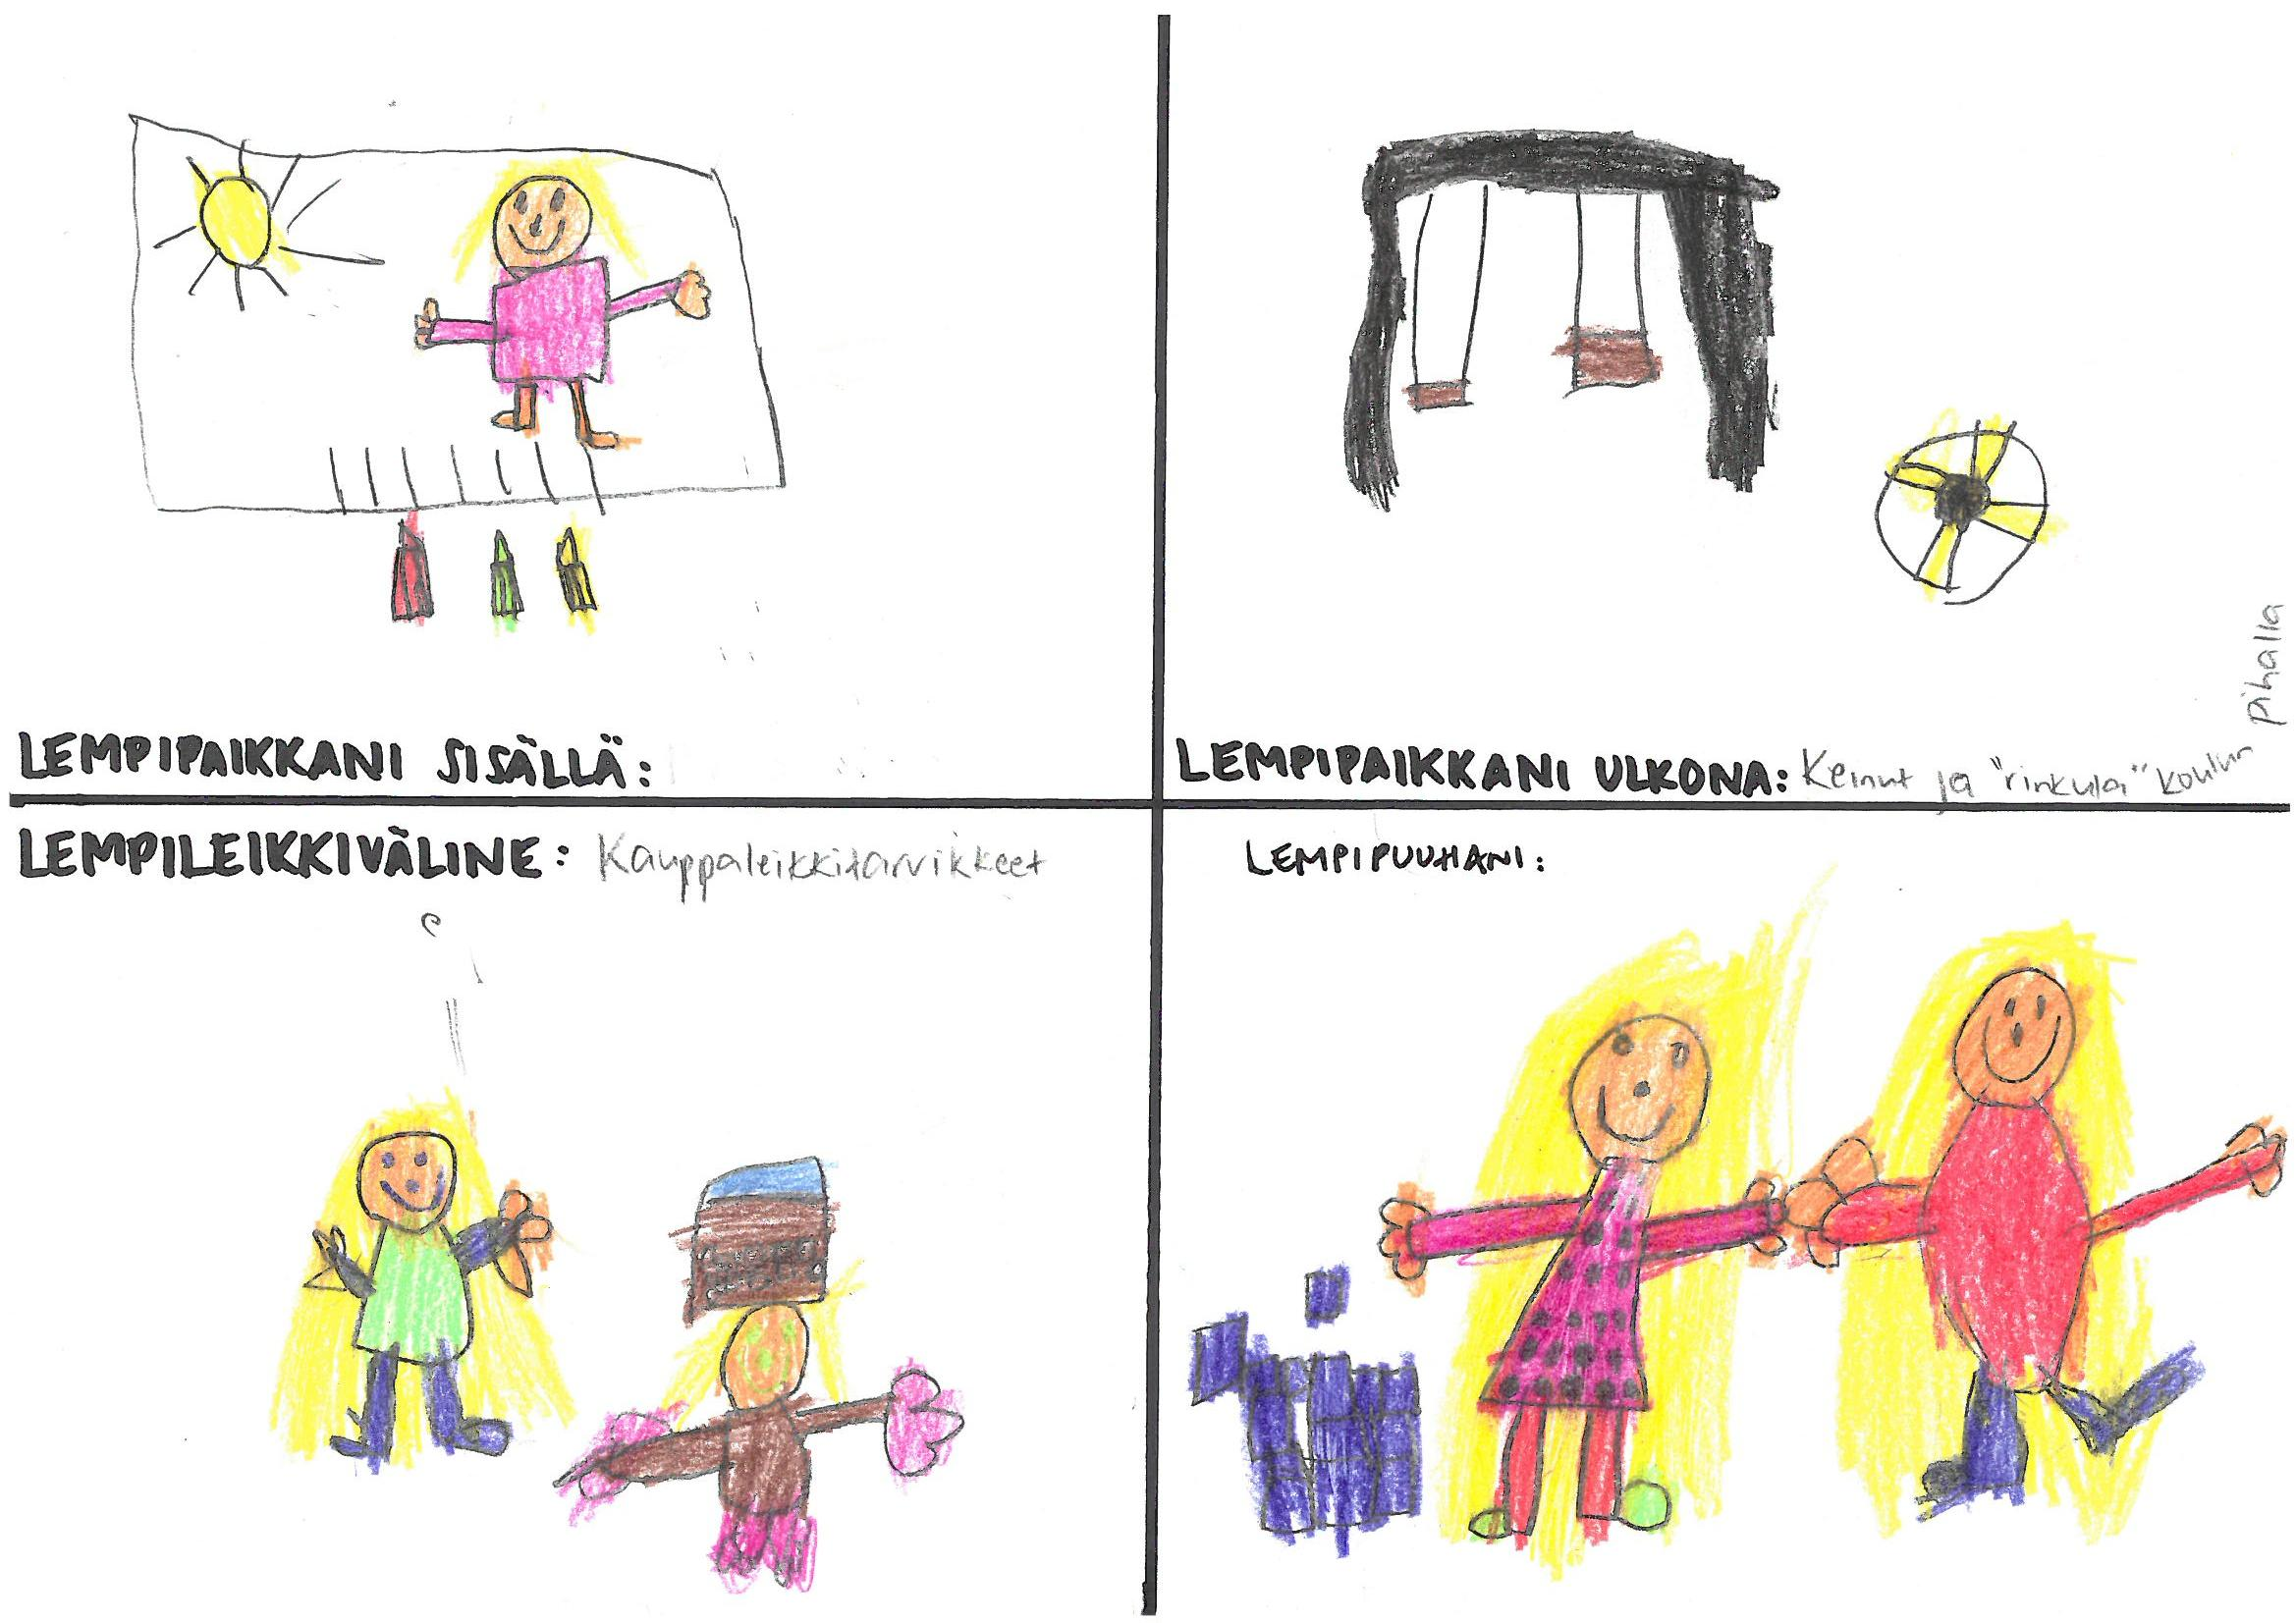 LEMPIPAIKKANI SISÄLLÄ:
LEMPIPAIKKANI ULKONA: Keinut ja "rinkula" koulun
pihalla
LEMPILEIKKIVÄLINE: Kauppaleikkitarvikkeet
LEMPIPUUHANI: